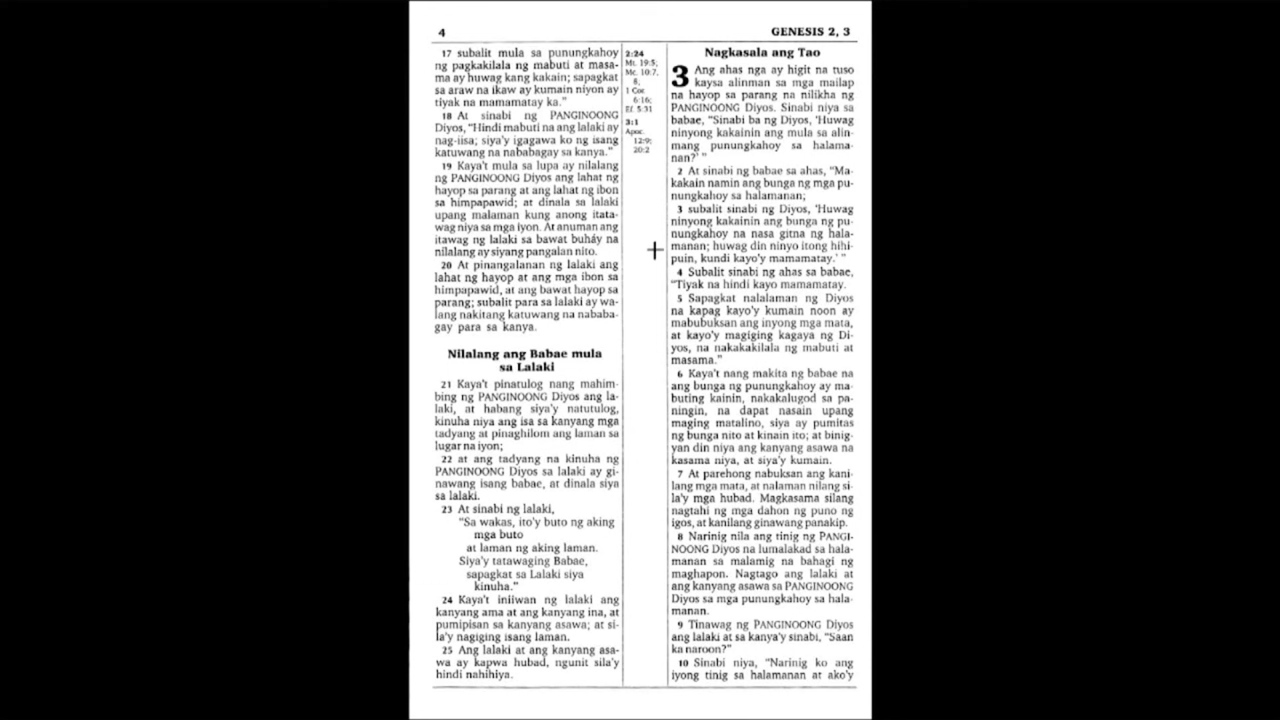 4
GENESIS 2, 3
17 subalit mula sa punungkahoy
ng pagkakilala ng mabuti at masa-
ma ay huwag kang kakain; sapagkat
sa araw na ikaw ay kumain niyon ay
tiyak na mamamatay ka."
18 At sinabi ng PANGINOONG
Diyos, "Hindi mabuti na ang lalaki ay
nag-iisa; siya'y igagawa ko ng isang
katuwang na nababagay sa kanya."
19 Kaya't mula sa lupa ay nilalang
ng PANGINOONG Diyos ang lahat ng
hayop sa parang at ang lahat ng ibon
sa himpapawid; at dinala sa lalaki
upang malaman kung anong itata-
wag niya sa mga iyon. At anuman ang
itawag ng lalaki sa bawat buháy na
nilalang ay siyang pangalan nito.
20 At pinangalanan ng lalaki ang
lahat ng hayop at ang mga ibon sa
himpapawid, at ang bawat hayop sa
parang; subalit para sa lalaki ay wa-
lang nakitang katuwang na nababa-
gay para sa kanya.
Nilalang ang Babae mula
sa Lalaki
21 Kaya't pinatulog nang mahim-
bing ng PANGINOONG Diyos ang la-
laki, at habang siya'y natutulog,
kinuha niya ang isa sa kanyang mga
tadyang at pinaghilom ang laman sa
lugar na iyon;
22 at ang tadyang na kinuha ng
PANGINOONG Diyos sa lalaki ay gi-
nawang isang babae, at dinala siya
sa lalaki.
23 At sinabi ng lalaki,
"Sa wakas, ito'y buto ng aking
mga buto
at laman ng aking laman.
Siya'y tatawaging Babae,
sapagkat sa Lalaki siya
kinuha."
24 Kaya't iniiwan ng lalaki ang
kanyang ama at ang kanyang ina, at
pumipisan sa kanyang asawa; at si-
la'y nagiging isang laman.
25 Ang lalaki at ang kanyang asa-
wa ay kapwa hubad, ngunit sila'y
hindi nahihiya.
2:24
Mt. 19:5;
Mc. 10:7,
8;
1 Cor.
6:16;
Ef. 5:31
3:1
Apoc.
12:9;
20:2
Nagkasala ang Tao
3 Ang ahas nga ay higit na tuso
kaysa alinman sa mga mailap
na hayop sa parang na nilikha ng
PANGINOONG Diyos. Sinabi niya sa
babae, "Sinabi ba ng Diyos, 'Huwag
ninyong kakainin ang mula sa alin-
mang punungkahoy sa halama-
nan?' "
2 At sinabi ng babae sa ahas, "Ma-
kakain namin ang bunga ng mga pu-
nungkahoy sa halamanan;
3 subalit sinabi ng Diyos, 'Huwag
ninyong kakainin ang bunga ng pu-
nungkahoy na nasa gitna ng hala-
manan; huwag din ninyo itong hihi-
puin, kundi kayo'y mamamatay.' "
4 Subalit sinabi ng ahas sa babae,
"Tiyak na hindi kayo mamamatay.
5 Sapagkat nalalaman ng Diyos
na kapag kayo'y kumain noon ay
mabubuksan ang inyong mga mata,
at kayo'y magiging kagaya ng Di-
yos, na nakakakilala ng mabuti at
masama."
6 Kaya't nang makita ng babae na
ang bunga ng punungkahoy ay ma-
buting kainin, nakakalugod sa pa-
ningin, na dapat nasain upang
maging matalino, siya ay pumitas
ng bunga nito at kinain ito; at binig-
yan din niya ang kanyang asawa na
kasama niya, at siya'y kumain.
7 At parehong nabuksan ang kani-
lang mga mata, at nalaman nilang si-
la'y mga hubad. Magkasama silang
nagtahi ng mga dahon ng puno ng
igos, at kanilang ginawang panakip.
8 Narinig nila ang tinig ng PANGI-
NOONG Diyos na lumalakad sa hala-
manan sa malamig na bahagi ng
maghapon. Nagtago ang lalaki at
ang kanyang asawa sa PANGINOONG
Diyos sa mga punungkahoy sa hala-
manan.
9 Tinawag ng PANGINOONG Diyos
ang lalaki at sa kanya'y sinabi, "Saan
ka naroon?"
10 Sinabi niya, "Narinig ko ang
iyong tinig sa halamanan at ako'y